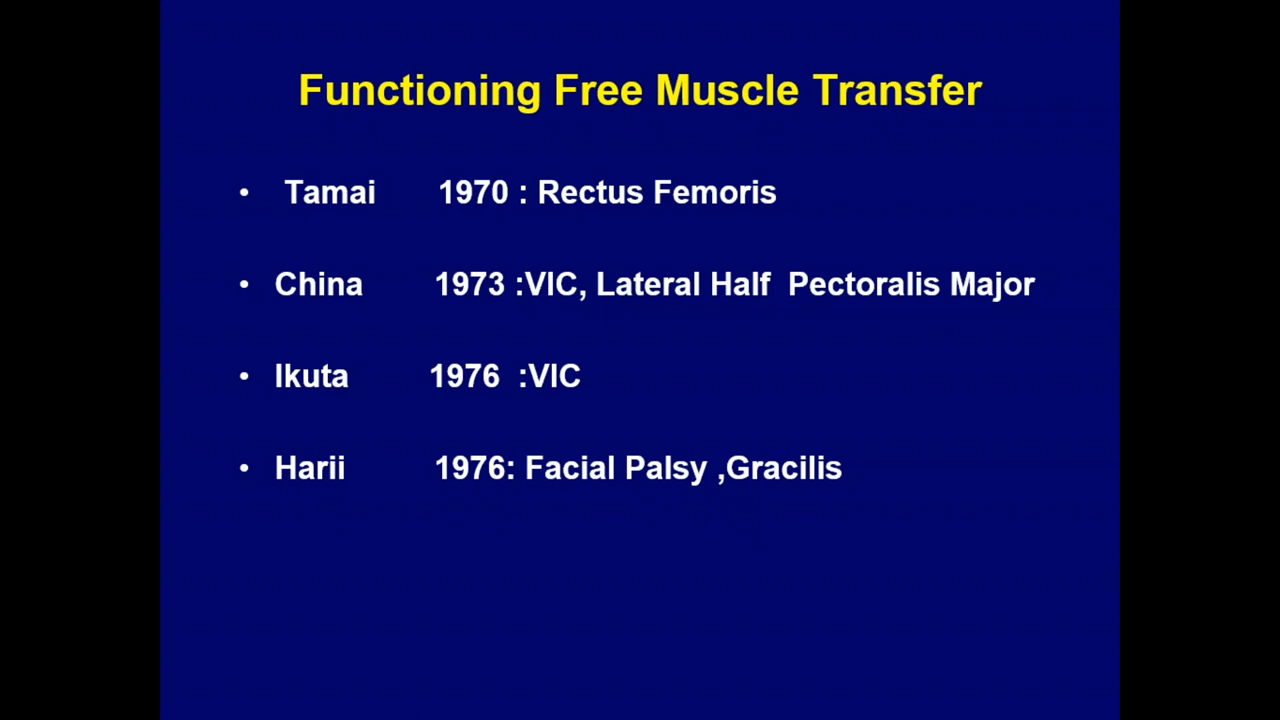 Functioning Free Muscle Transfer
• Tamai 1970 : Rectus Femoris
• China 1973 :VIC, Lateral Half Pectoralis Major
• Ikuta 1976 :VIC
• Harii 1976: Facial Palsy ,Gracilis